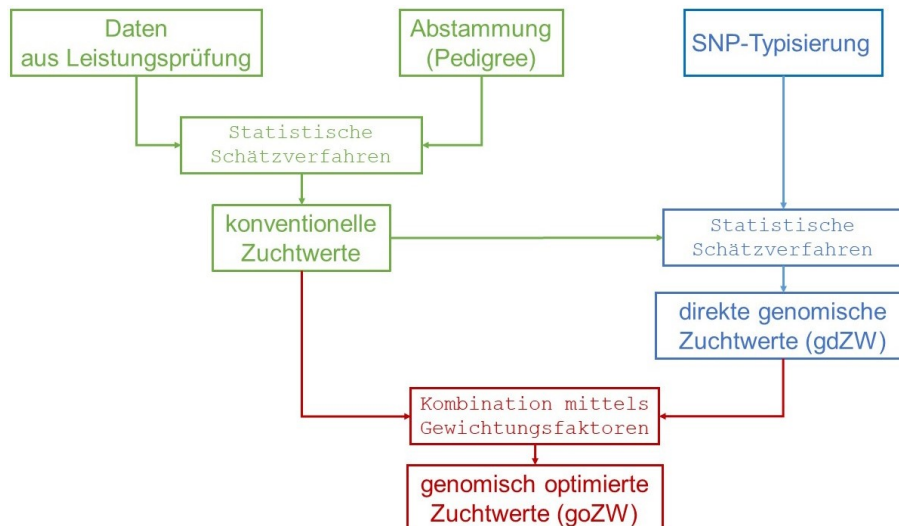 Daten
aus Leistungsprüfung
Abstammung
(Pedigree)
SNP-Typisierung
Statistische
Schätzverfahren
konventionelle
Zuchtwerte
Statistische
Schätzverfahren
direkte genomische
Zuchtwerte (gdZW)
Kombination mittels
Gewichtungsfaktoren
genomisch optimierte
Zuchtwerte (goZW)